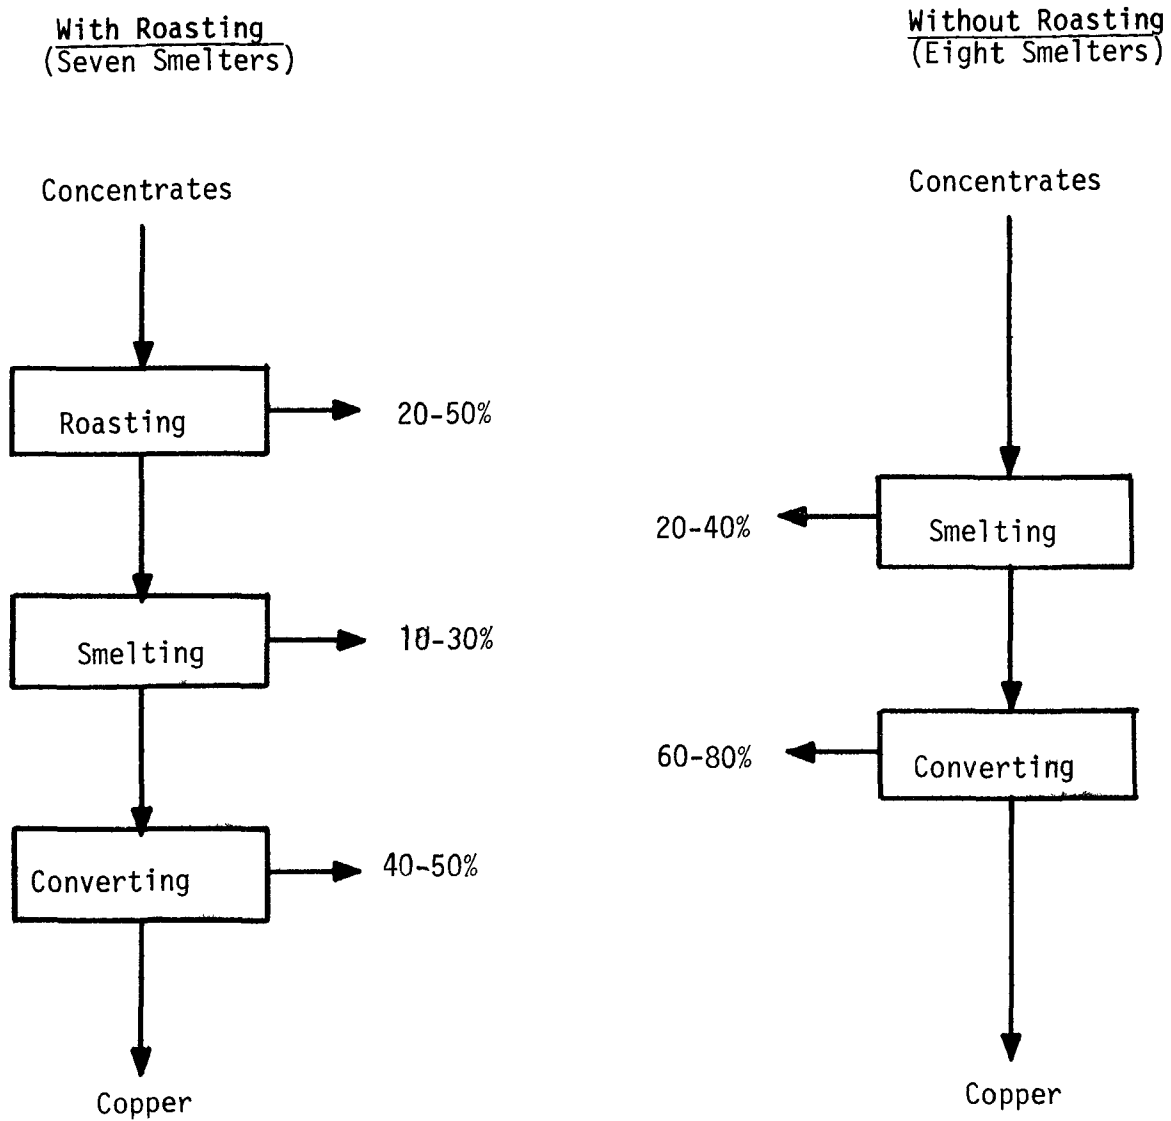 With Roasting
(Seven Smelters)
Concentrates
Roasting
20-50%
Smelting
10-30%
Converting
40-50%
Copper
Without Roasting
(Eight Smelters)
Concentrates
Smelting
20-40%
Converting
60-80%
Copper